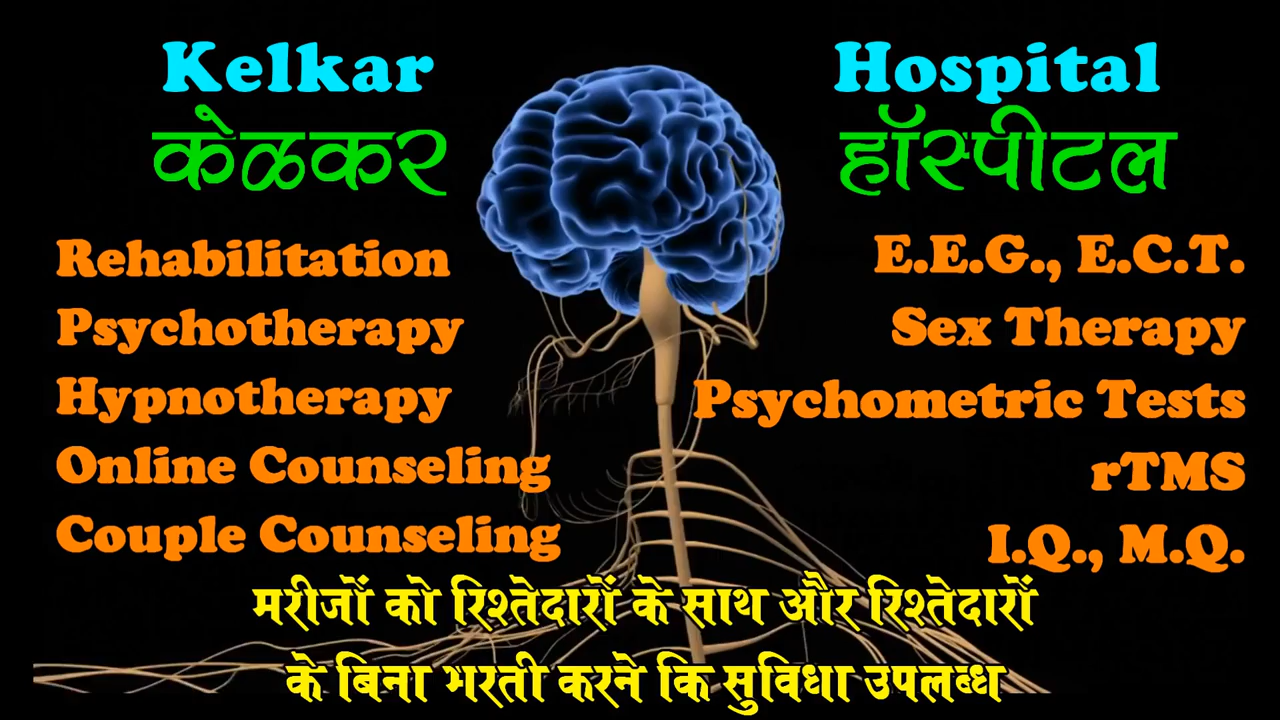 Kelkar Hospital
केळकर हॉस्पीटल
Rehabilitation
Psychotherapy
Hypnotherapy
Online Counseling
Couple Counseling
E.E.G., E.C.T.
Sex Therapy
Psychometric Tests
rTMS
I.Q., M.Q.
मरीजों को रिश्तेदारों के साथ और रिश्तेदारों
के बिना भरती करने कि सुविधा उपलब्ध